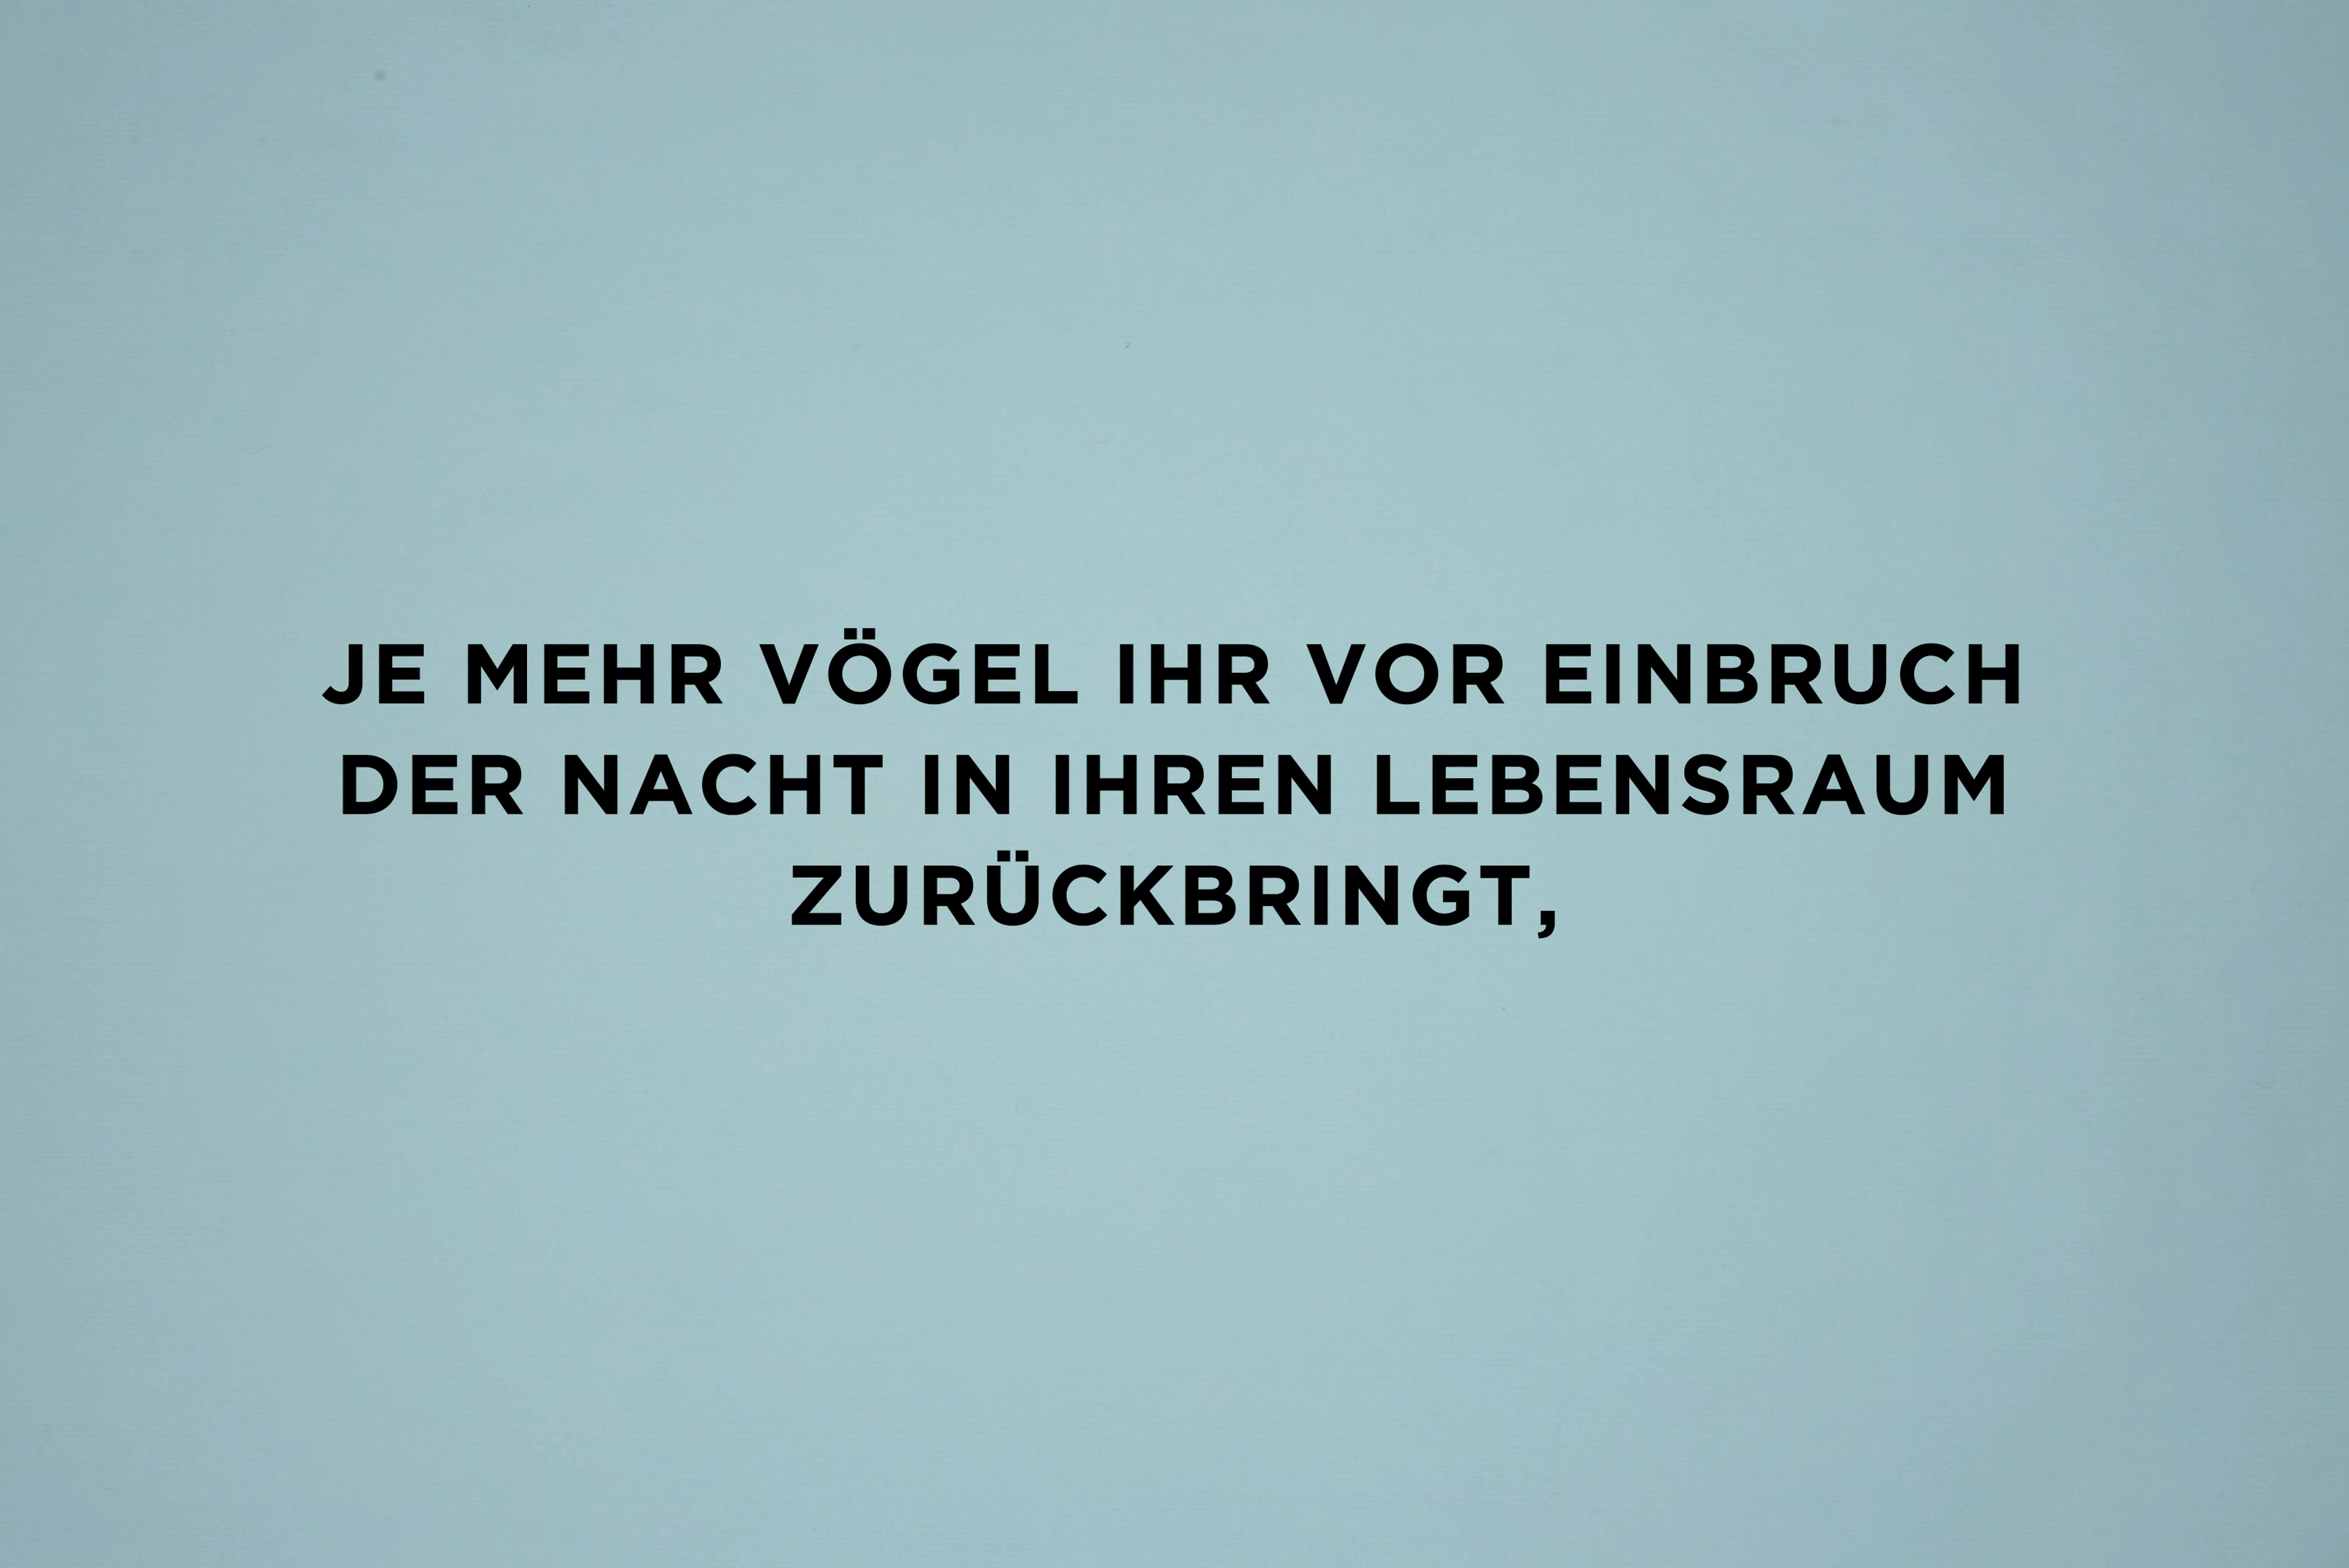 JE MEHR VÖGEL IHR VOR EINBRUCH
DER NACHT IN IHREN LEBENSRAUM
ZURÜCKBRINGT,